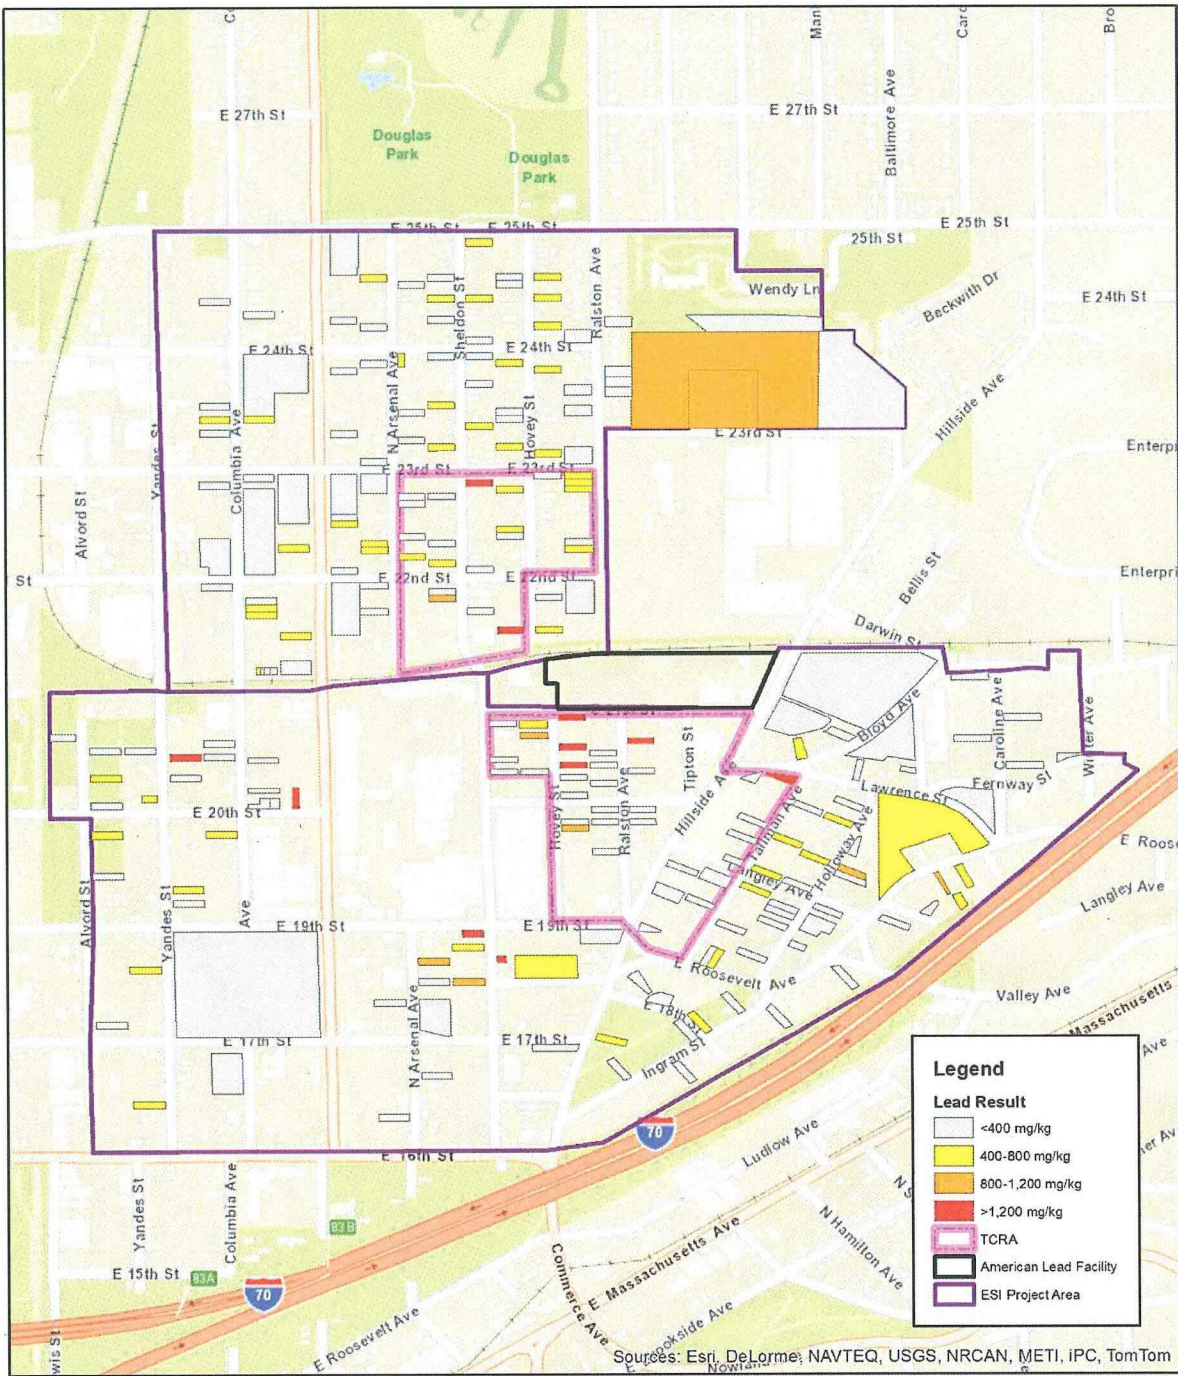 Man
Card
Bro
E 27th St
E 27th St
Baltimore Ave
Douglas
Park
Douglas
Park
E 25th St
E 25th St
E 25th St
25th St
Wendy Ln
Beckwith Dr
E 24th St
Ralston Ave
Sheldon St
E 24th St
E 24th St
N Arsenal Ave
Hovey St
Hillside Ave
E 23rd St
Columbia Ave
Yandes St
E 23rd St
E 23rd St
Enterpri
Alvord St
St
E 22nd St
E 22nd St
Bellis St
Enterpri
Darwin St
Broyd Ave
Caroline Ave
Winter Ave
Tipton St
Hillside Ave
Fernway St
Lawrence St
E 20th St
Hovey St
Ralston Ave
Tallman Ave
Holloway Ave
E Roose
Langley Ave
Langley Ave
Alvord St
Yandes St
Ave
E 19th St
E 19th St
E Roosevelt Ave
Valley Ave
Massachusetts
E 18th St
N Arsenal Ave
E 17th St
E 17th St
Ingram St
Ave
70
E 16th St
Ludlow Ave
ner Av
N S
Yandes St
Columbia Ave
83B
N Hamilton Ave
E 15th St
83A
70
Commerce Ave
E Massachusetts Ave
E Roosevelt Ave
E Brookside Ave
wis St
Legend
Lead Result
<400 mg/kg
400-800 mg/kg
800-1,200 mg/kg
>1,200 mg/kg
TCRA
American Lead Facility
ESI Project Area
Sources: Esri, DeLorme, NAVTEQ, USGS, NRCAN, METI, iPC, TomTom